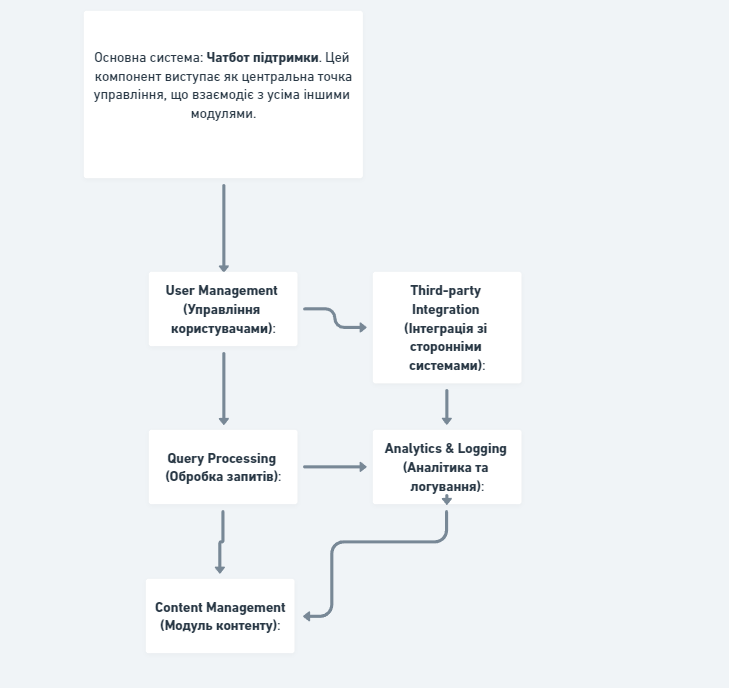 Основна система: Чатбот підтримки. Цей
компонент виступає як центральна точка
управління, що взаємодіє з усіма іншими
модулями.
User Management
(Управління
користувачами):
Third-party
Integration
(Інтеграція зі
сторонніми
системами):
Query Processing
(Обробка запитів):
Analytics & Logging
(Аналітика та
логування):
Content Management
(Модуль контенту):